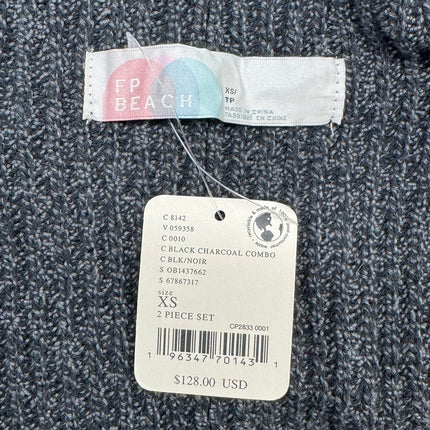 FP
BEACH
XS/
TP
MADE IN CHINA
FABRIQUÉ EN CHINE
C 8142
V 059358
C 0010
C BLACK CHARCOAL COMBO
C BLK/NOIR
S OB1437662
S 67867317
size
XS
2 PIECE SET
CP2833 0001
1 96347 70143 1
$128.00 USD